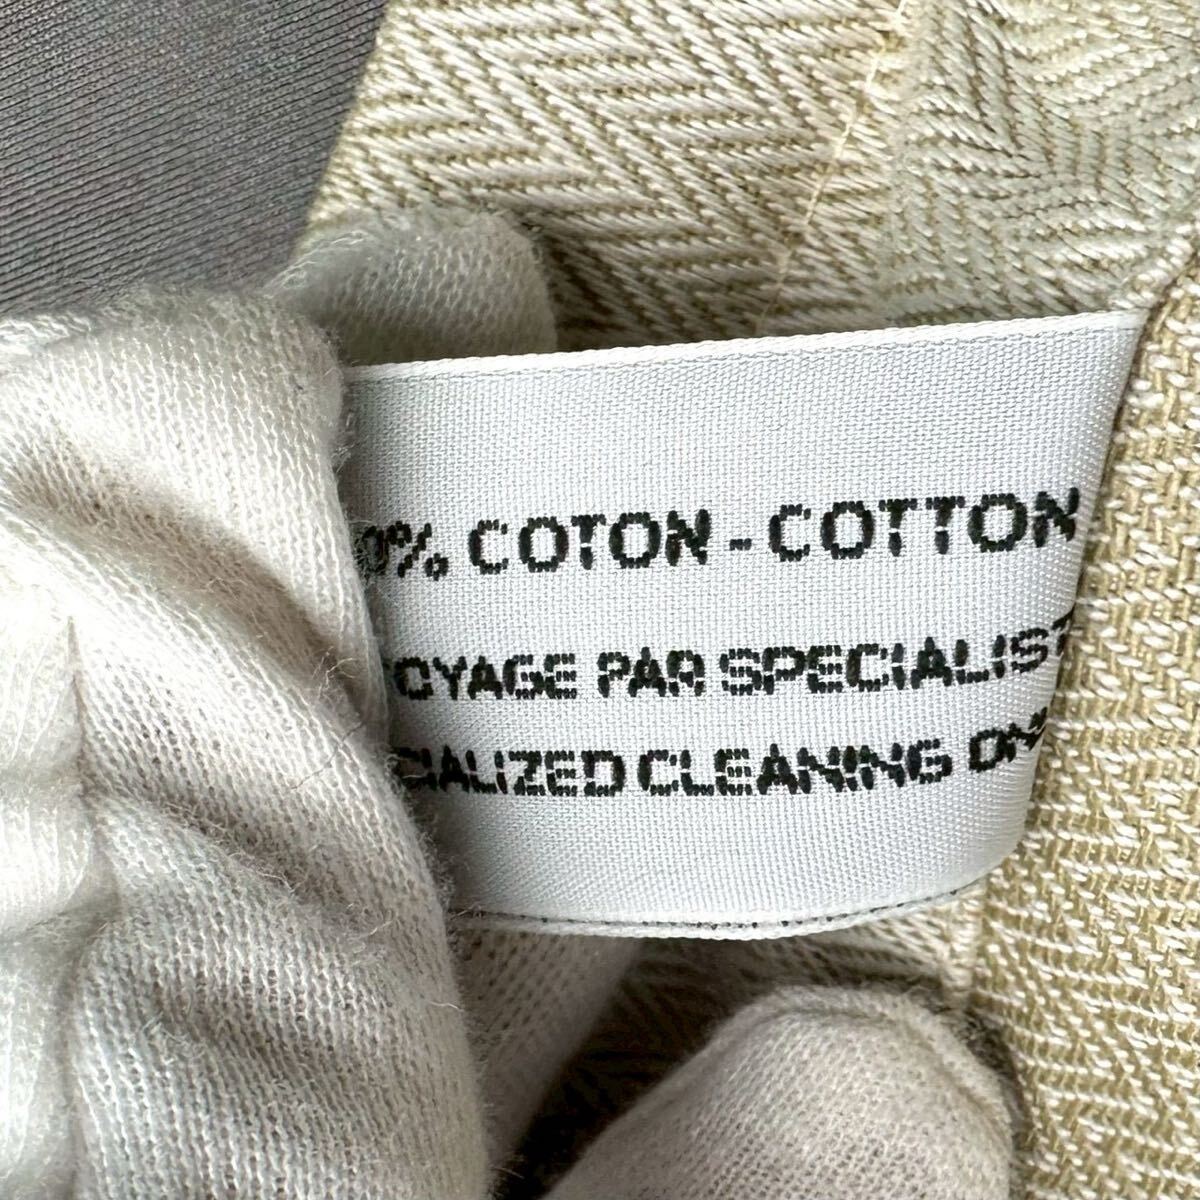 0% COTON - COTTON
OYAGE PAR SPECIALIST
CIALIZED CLEANING ON